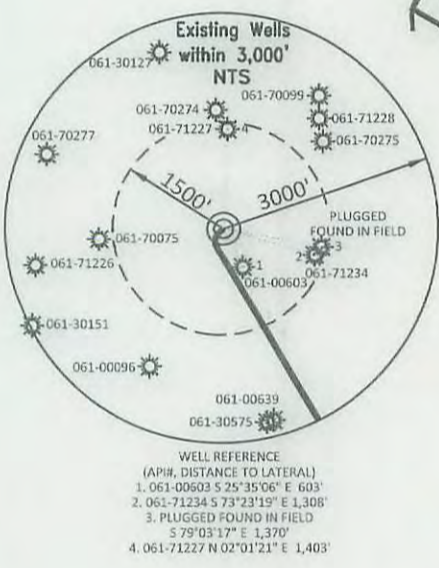 Existing Wells
within 3,000'
NTS
061-30127
061-70099
061-70274
061-71228
061-71227
4
061-70275
061-70277
1500'
3000'
PLUGGED
FOUND IN FIELD
061-70075
3
2
061-71234
1
061-00603
061-71226
061-30151
061-00096
061-00639
061-30575
WELL REFERENCE
(API#, DISTANCE TO LATERAL)
1. 061-00603 S 25°35'06" E 603'
2. 061-71234 S 73°23'19" E 1,308'
3. PLUGGED FOUND IN FIELD
S 79°03'17" E 1,370'
4. 061-71227 N 02°01'21" E 1,403'